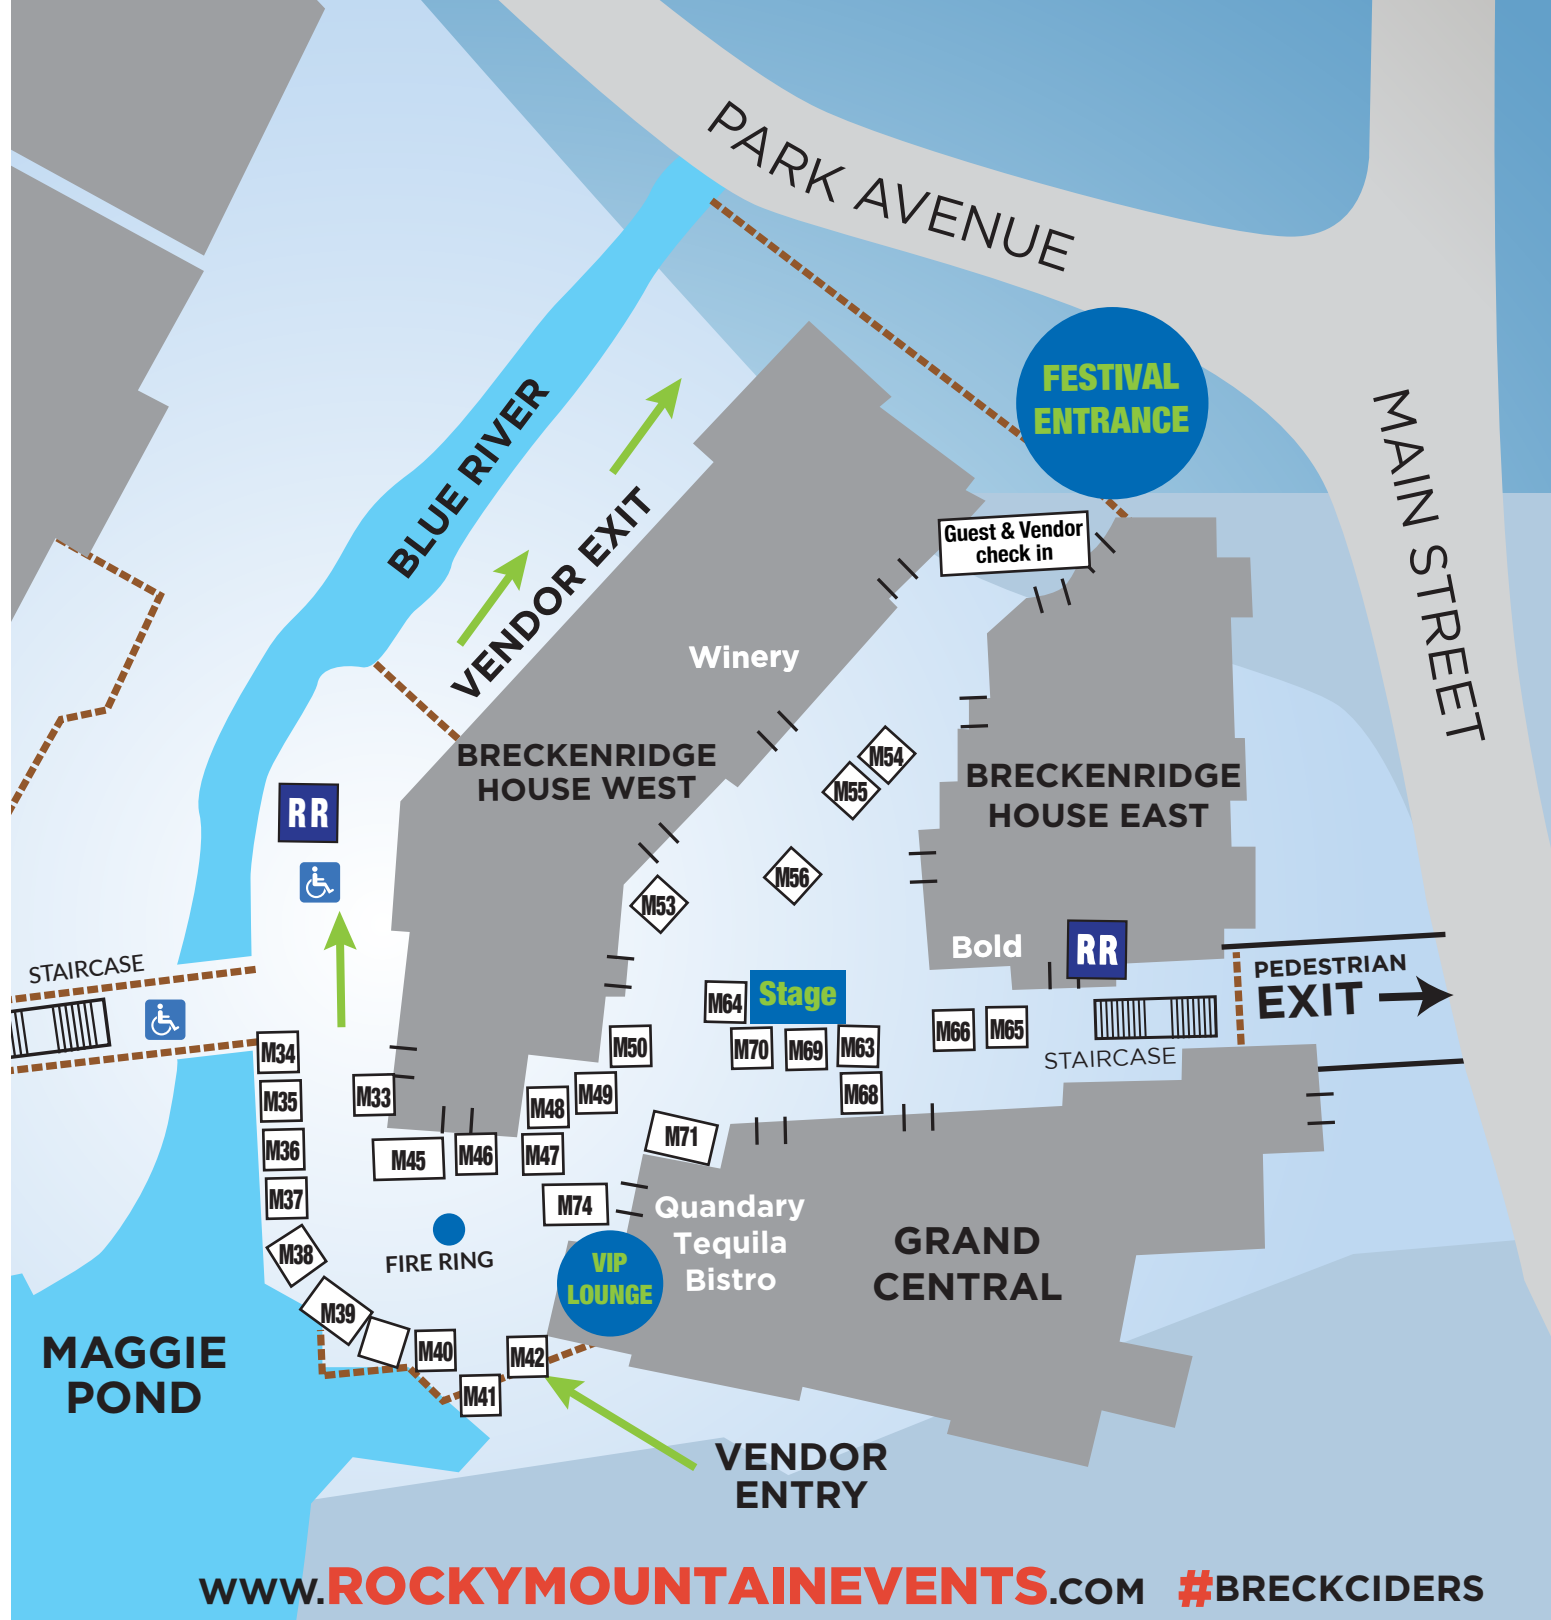 PARK AVENUE
FESTIVAL
ENTRANCE
MAIN STREET
BLUE RIVER
VENDOR EXIT
Guest & Vendor
check in
Winery
BRECKENRIDGE
HOUSE WEST
M54
M55
BRECKENRIDGE
HOUSE EAST
RR
M56
M53
Bold
RR
STAIRCASE
PEDESTRIAN
EXIT
M64
Stage
M66
M65
STAIRCASE
M50
M70
M69
M63
M34
M33
M35
M48
M49
M68
M36
M45
M46
M47
M71
M37
M74
Quandary
Tequila
Bistro
M38
FIRE RING
VIP
LOUNGE
GRAND
CENTRAL
M39
M40
M42
M41
MAGGIE
POND
VENDOR
ENTRY
WWW.ROCKYMOUNTAINEVENTS.COM #BRECKCIDERS